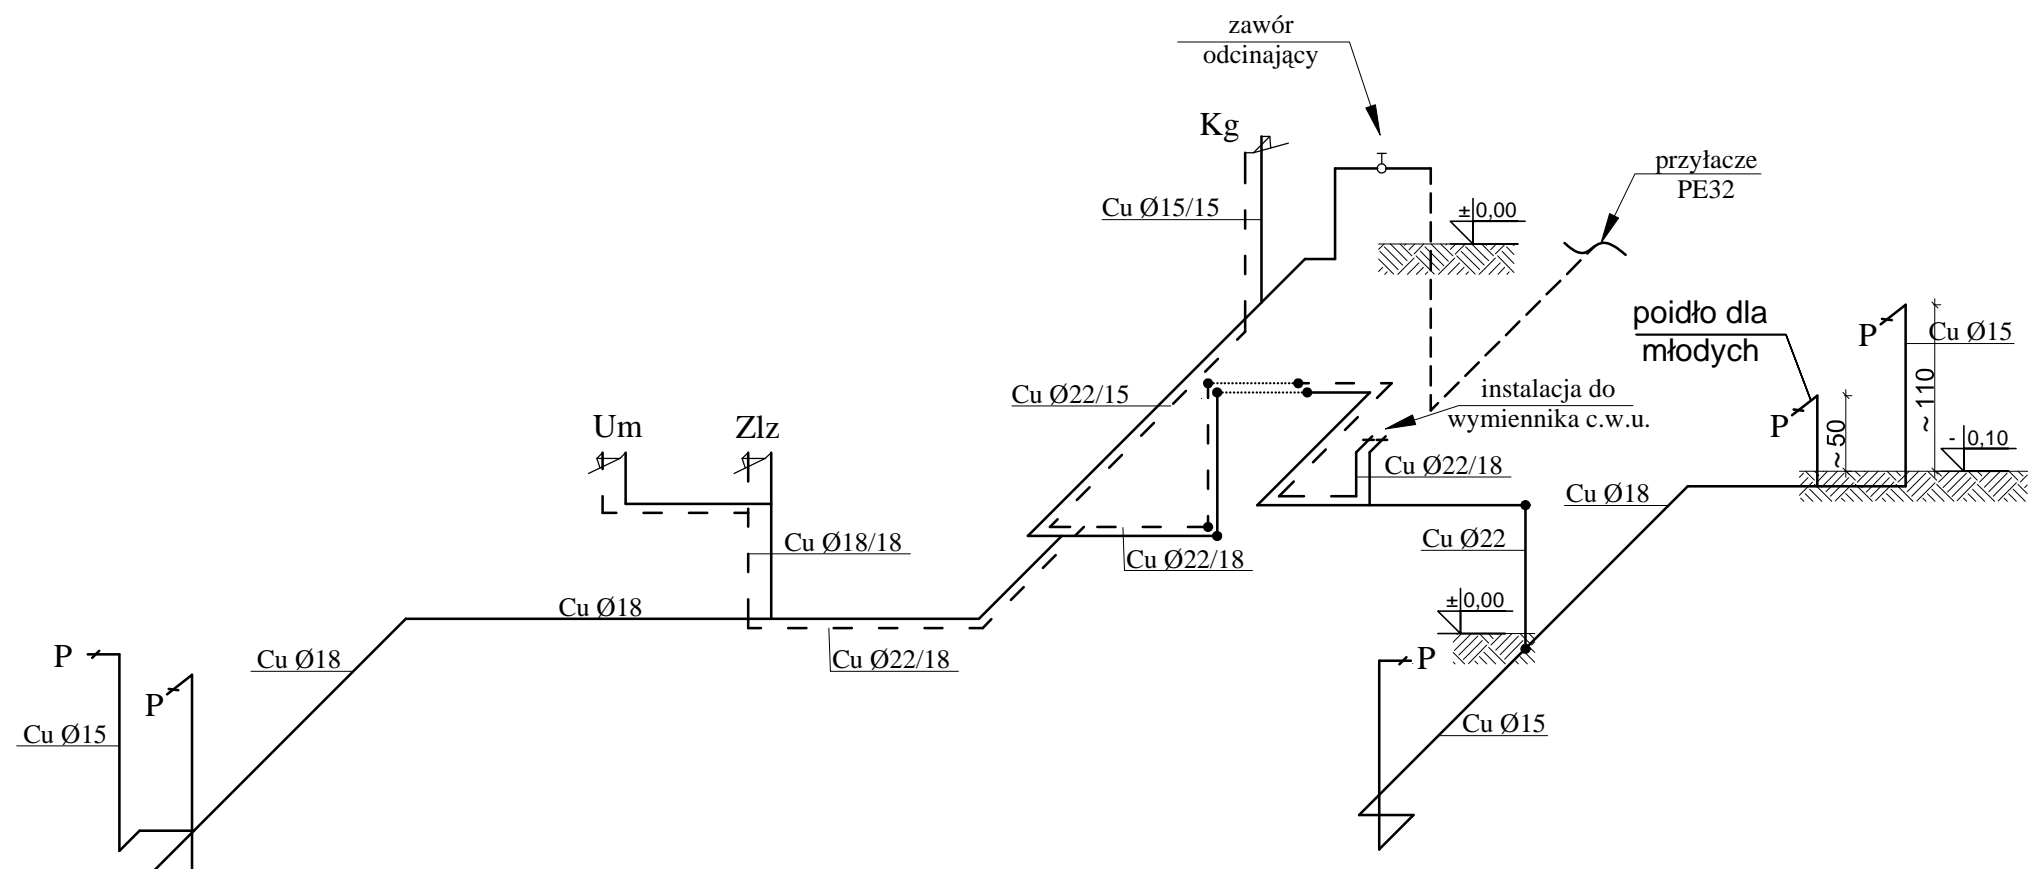 zawór
odcinający
Kg
przyłacze
PE32
Cu Ø15/15
±0,00
poidło dla
młodych
P
Cu Ø15
~ 110
Cu Ø22/15
instalacja do
wymiennika c.w.u.
Um
Zlz
P
~ 50
- 0,10
Cu Ø22/18
Cu Ø18
Cu Ø18/18
Cu Ø22/18
Cu Ø22
±0,00
Cu Ø18
P
Cu Ø18
Cu Ø22/18
P
P
Cu Ø15
Cu Ø15